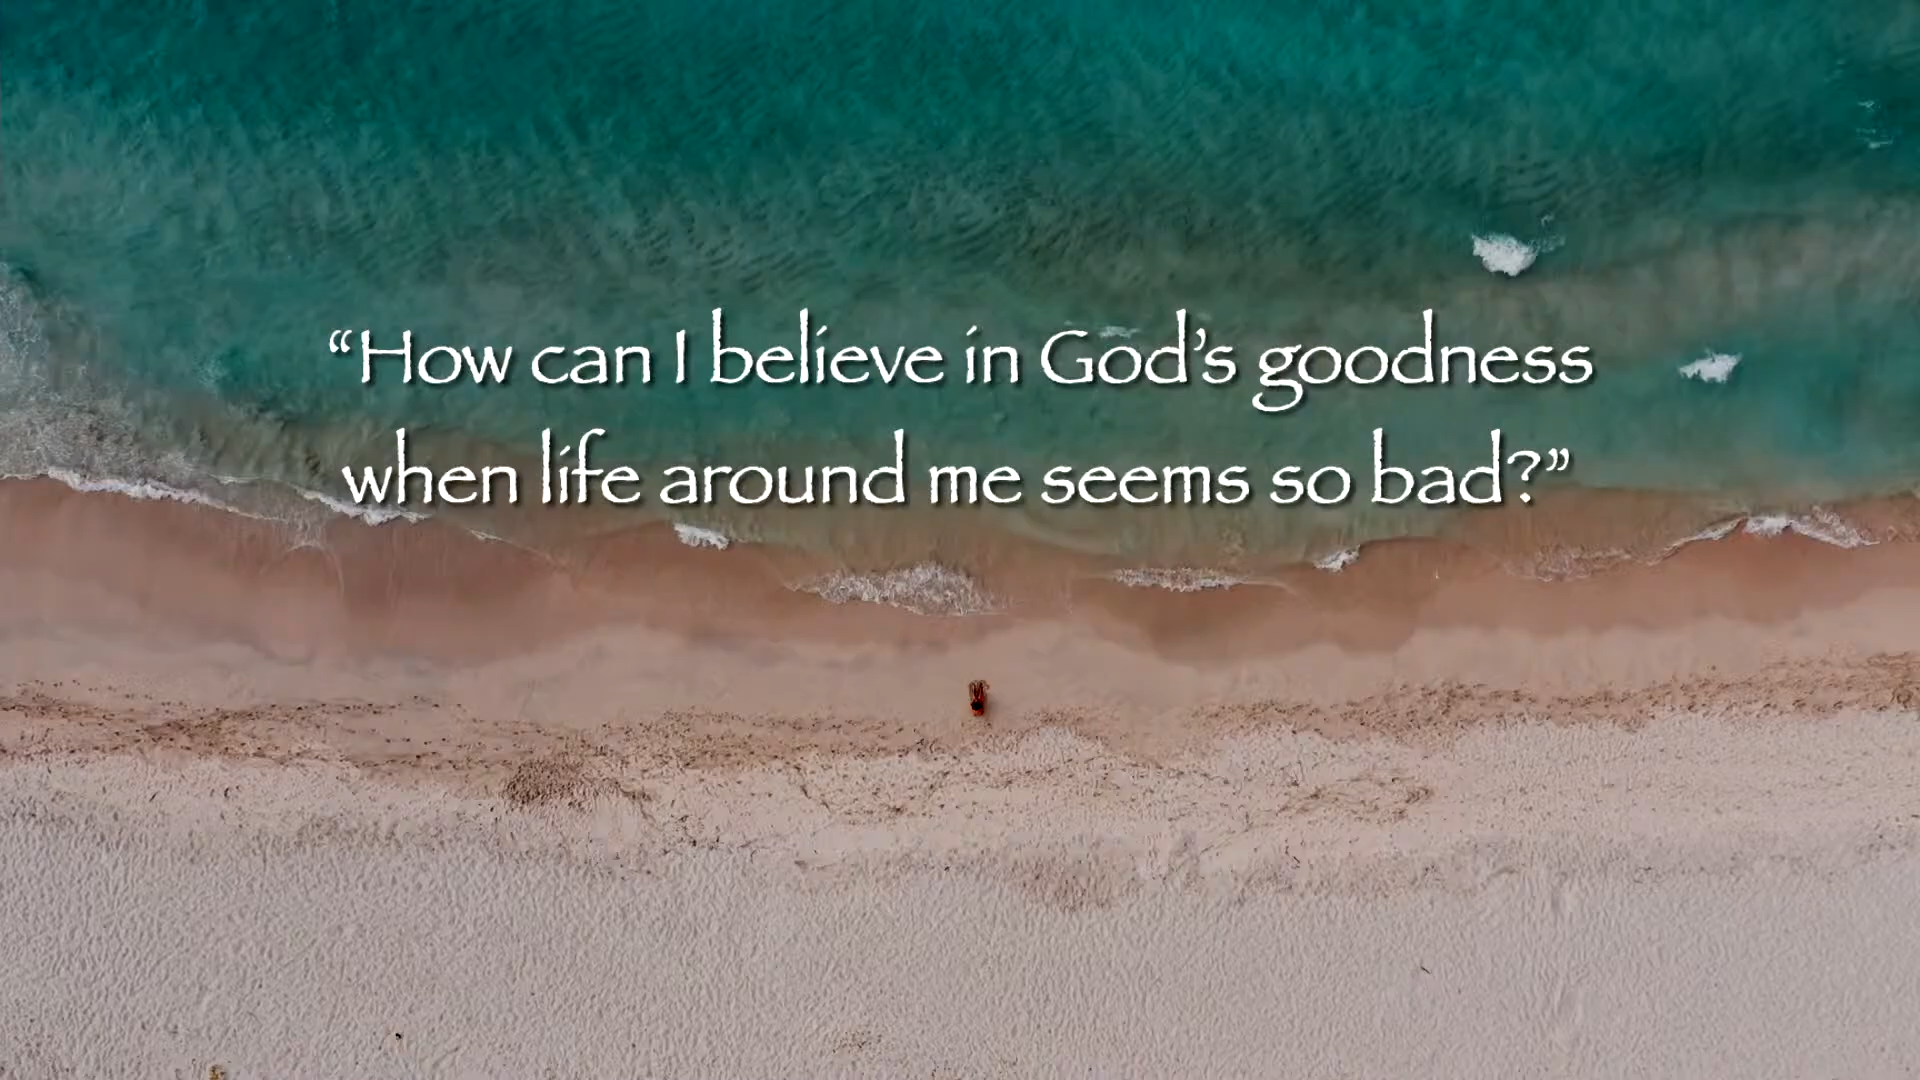 “How can I believe in God’s goodness
when life around me seems so bad?”